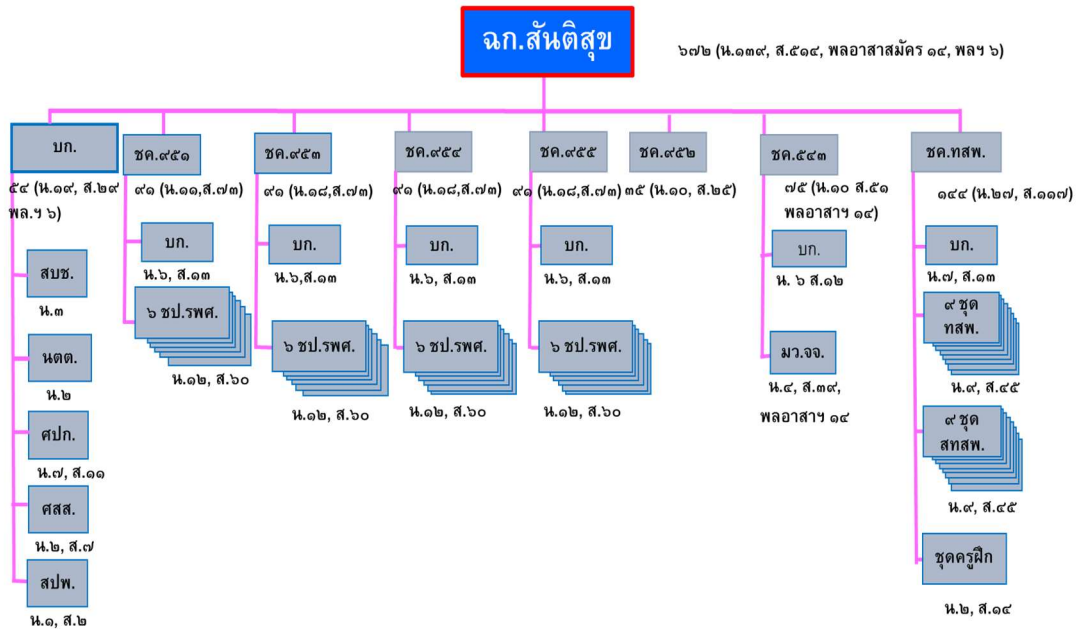 ฉก.สันติสุข
๖๗๒ (น.๑๓๙, ส.๕๑๔, พลอาสาสมัคร ๑๔, พลฯ ๖)
บก.
๕๔ (น.๑๙, ส.๒๙
พล.ฯ ๖)
สบช.
น.๓
นตต.
น.๒
ศปก.
น.๗, ส.๑๑
ศสส.
น.๒, ส.๗
สปพ.
น.๑, ส.๒
ชค.๙๕๑
๙๑ (น.๑๑,ส.๗๓)
บก.
น.๖, ส.๑๓
๖ ชป.รพศ.
น.๑๒, ส.๖๐
ชค.๙๕๓
๙๑ (น.๑๘,ส.๗๓)
บก.
น.๖,ส.๑๓
๖ ชป.รพศ.
น.๑๒, ส.๖๐
ชค.๙๕๔
๙๑ (น.๑๘,ส.๗๓)
บก.
น.๖, ส.๑๓
๖ ชป.รพศ.
น.๑๒, ส.๖๐
ชค.๙๕๕
๙๑ (น.๑๘,ส.๗๓)
บก.
น.๖, ส.๑๓
๖ ชป.รพศ.
น.๑๒, ส.๖๐
ชค.๙๕๒
๓๕ (น.๑๐, ส.๒๕)
ชค.๕๔๓
๗๕ (น.๑๐ ส.๕๑
พลอาสาฯ ๑๔)
บก.
น. ๖ ส.๑๒
มว.จจ.
น.๔, ส.๓๙,
พลอาสาฯ ๑๔
ชค.ทสพ.
๑๔๔ (น.๒๗, ส.๑๑๗)
บก.
น.๗, ส.๑๓
๙ ชุด
ทสพ.
น.๙, ส.๔๕
๙ ชุด
สทสพ.
น.๙, ส.๔๕
ชุดครูฝึก
น.๒, ส.๑๔